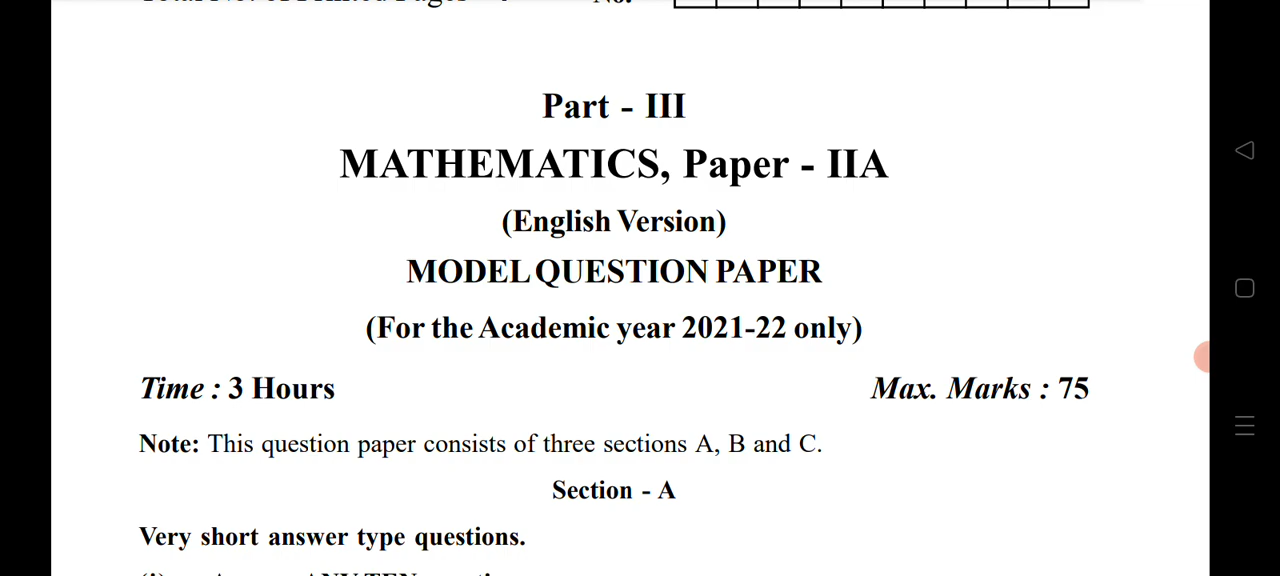 Part - III
MATHEMATICS, Paper - IIA
(English Version)
MODEL QUESTION PAPER
(For the Academic year 2021-22 only)
Time : 3 Hours Max. Marks : 75
Note: This question paper consists of three sections A, B and C.
Section - A
Very short answer type questions.